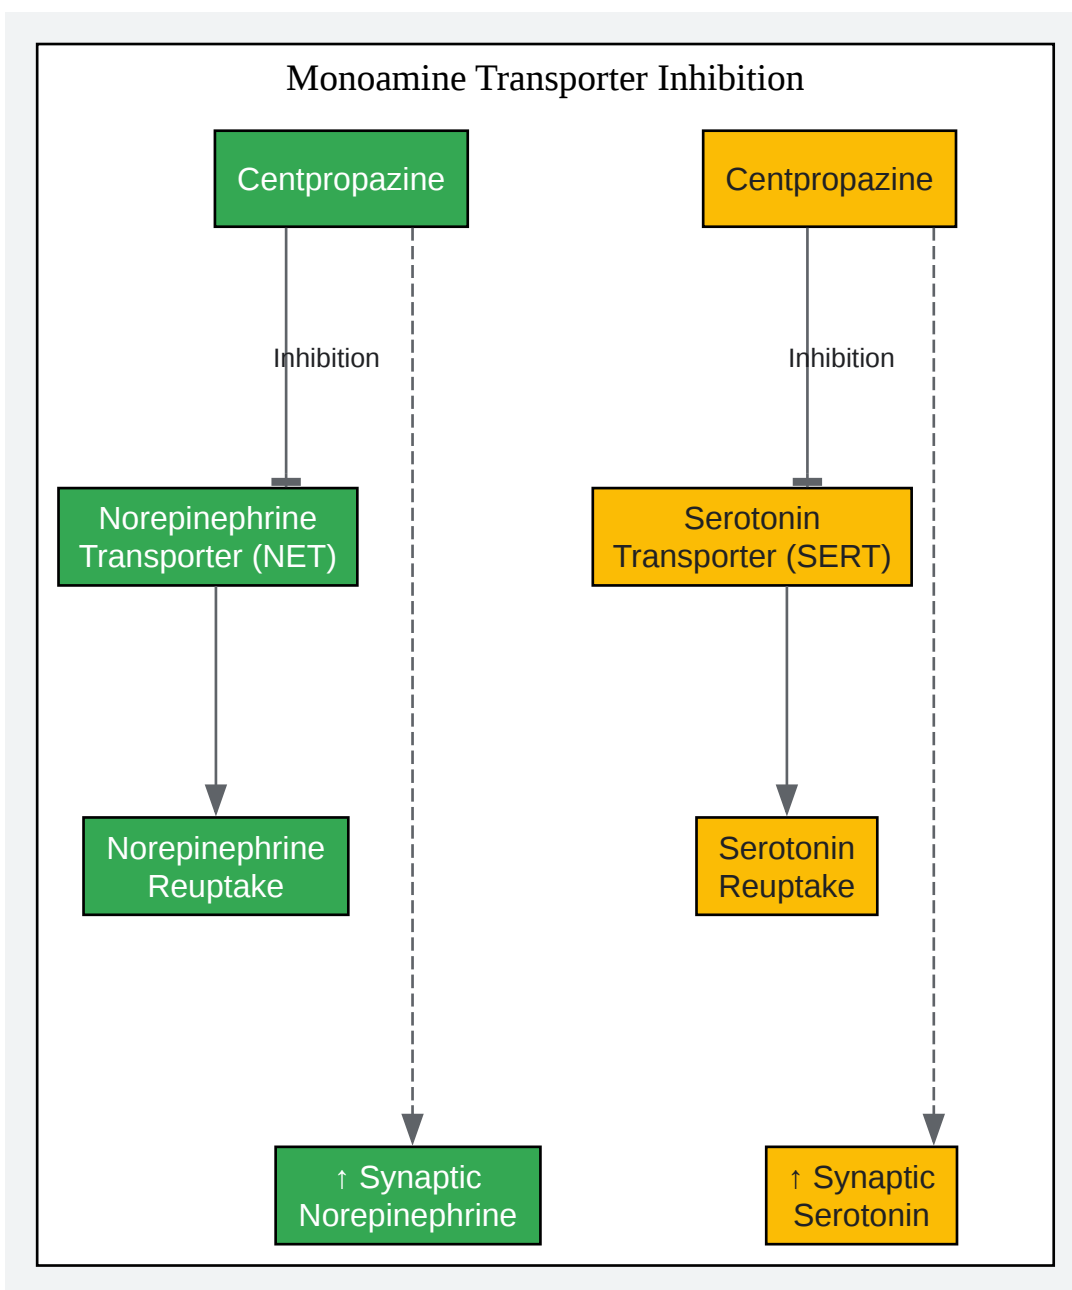 Monoamine Transporter Inhibition
Centpropazine
Centpropazine
Inhibition
Inhibition
Norepinephrine
Transporter (NET)
Serotonin
Transporter (SERT)
Norepinephrine
Reuptake
Serotonin
Reuptake
↑ Synaptic
Norepinephrine
↑ Synaptic
Serotonin